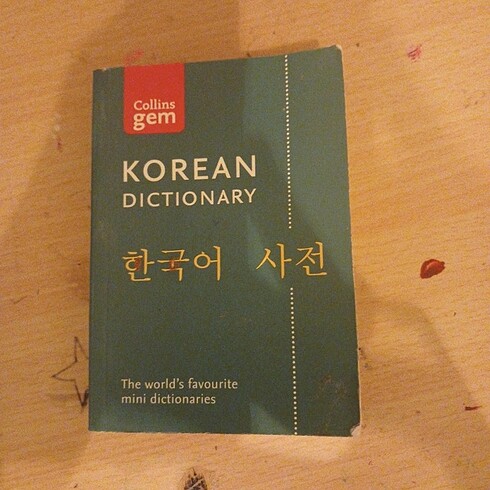 Collins
gem
KOREAN
DICTIONARY
한국어 사전
The world's favourite
mini dictionaries